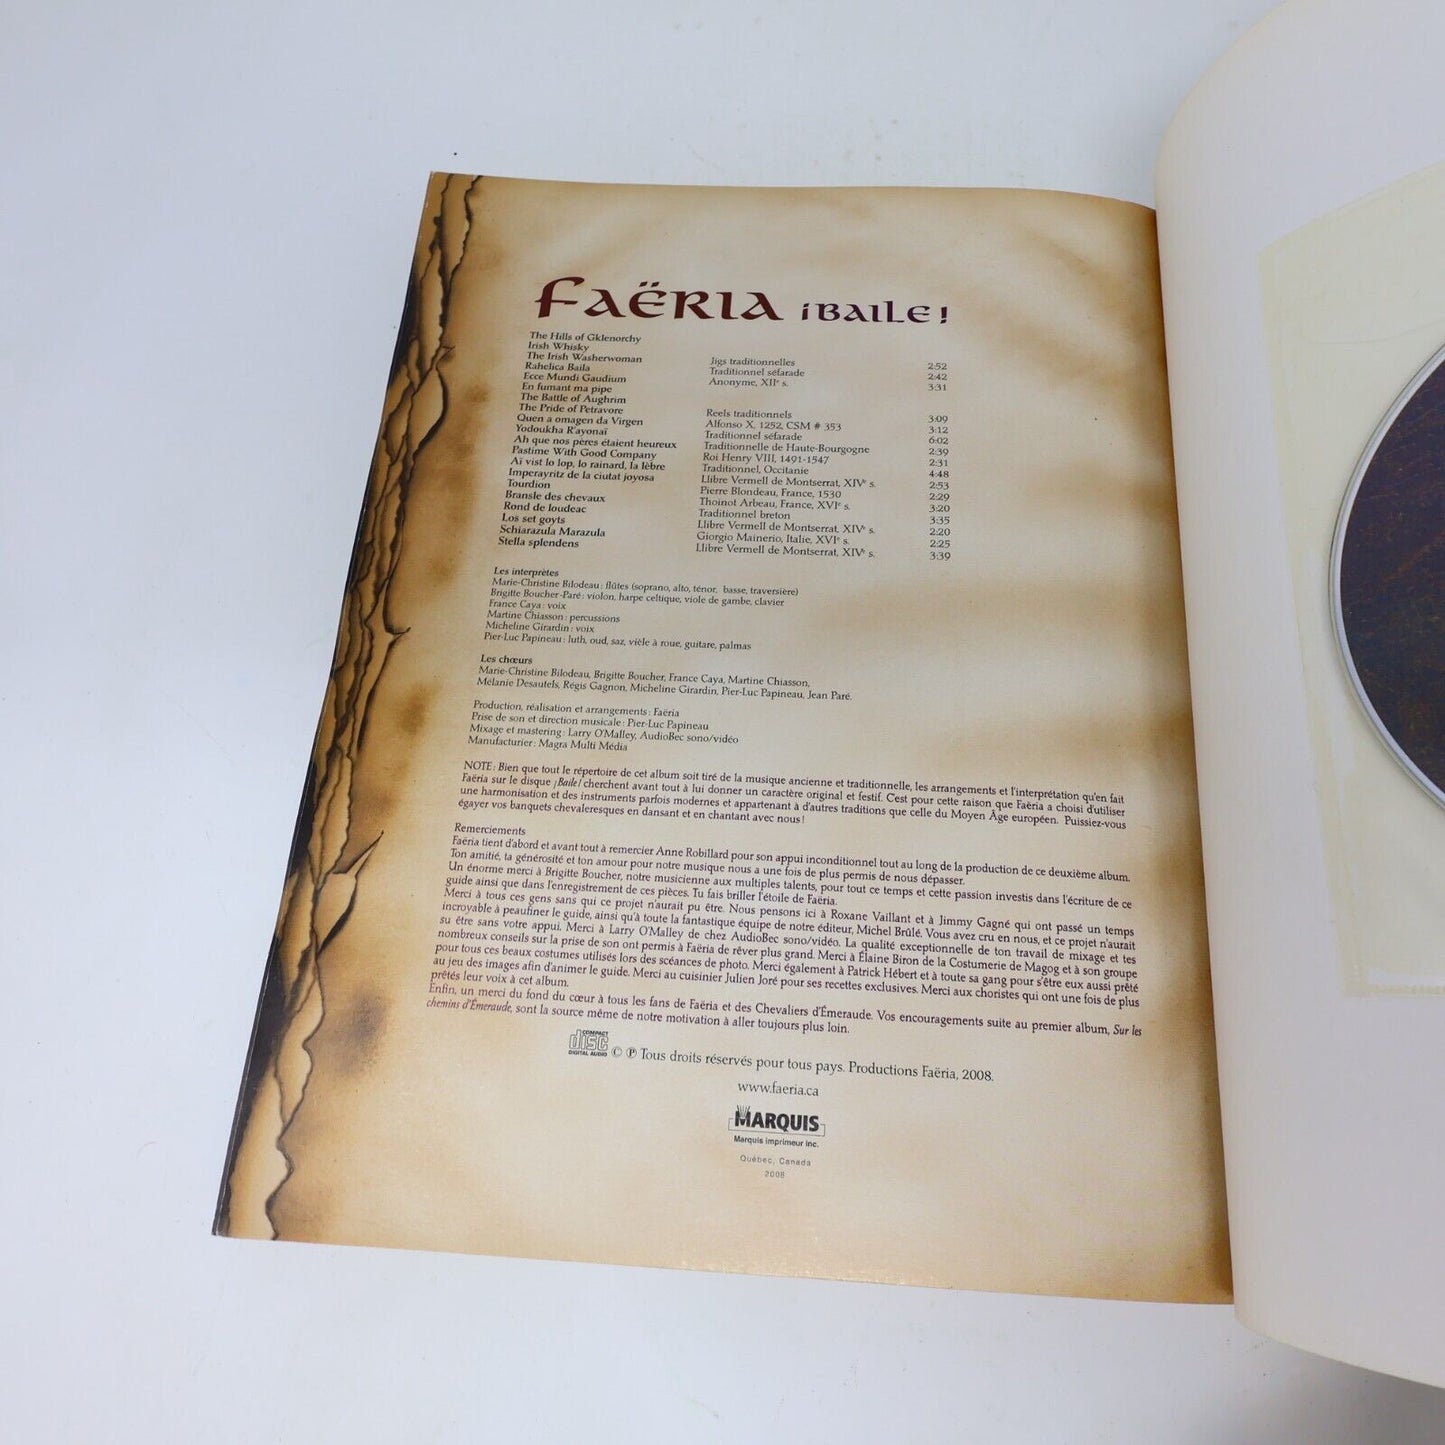 Faëria ¡Baile!
The Hills of Gklenorchy
Irish Whisky
The Irish Washerwoman Jigs traditionnelles 2:52
Rahelica Baila Traditionnel séfarade 2:42
Ecce Mundi Gaudium Anonyme, XIIe s. 3:31
En fumant ma pipe
The Battle of Aughrim
The Pride of Petravore Reels traditionnels 3:09
Quen a omagen da Virgen Alfonso X, 1252, CSM # 353 3:12
Yodoukha R'ayonaï Traditionnel séfarade 6:02
Ah que nos pères étaient heureux Traditionnelle de Haute-Bourgogne 2:39
Pastime With Good Company Roi Henry VIII, 1491-1547 2:31
Aï vist lo lop, lo rainard, la lèbre Traditionnel, Occitanie 4:48
Imperayritz de la ciutat joyosa Llibre Vermell de Montserrat, XIVe s. 2:53
Tourdion Pierre Blondeau, France, 1530 2:29
Bransle des chevaux Thoinot Arbeau, France, XVIe s. 3:20
Rond de loudeac Traditionnel breton 3:35
Los set goyts Llibre Vermell de Montserrat, XIVe s. 2:20
Schiarazula Marazula Giorgio Mainerio, Italie, XVIe s. 2:25
Stella splendens Llibre Vermell de Montserrat, XIVe s. 3:39
Les interprètes
Marie-Christine Bilodeau : flûtes (soprano, alto, ténor, basse, traversière)
Brigitte Boucher-Paré : violon, harpe celtique, viole de gambe, clavier
France Caya : voix
Martine Chiasson : percussions
Micheline Girardin : voix
Pier-Luc Papineau : luth, oud, saz, vièle à roue, guitare, palmas
Les chœurs
Marie-Christine Bilodeau, Brigitte Boucher, France Caya, Martine Chiasson,
Mélanie Desautels, Régis Gagnon, Micheline Girardin, Pier-Luc Papineau, Jean Paré.
Production, réalisation et arrangements : Faëria
Prise de son et direction musicale : Pier-Luc Papineau
Mixage et mastering : Larry O'Malley, AudioBec sono/vidéo
Manufacturier : Magra Multi Média
NOTE : Bien que tout le répertoire de cet album soit tiré de la musique ancienne et traditionnelle, les arrangements et l'interprétation qu'en fait
Faëria sur le disque ¡Baile! cherchent avant tout à lui donner un caractère original et festif. C'est pour cette raison que Faëria a choisi d'utiliser
une harmonisation et des instruments parfois modernes et appartenant à d'autres traditions que celle du Moyen Âge européen. Puissiez-vous
égayer vos banquets chevaleresques en dansant et en chantant avec nous !
Remerciements
Faëria tient d'abord et avant tout à remercier Anne Robillard pour son appui inconditionnel tout au long de la production de ce deuxième album.
Ton amitié, ta générosité et ton amour pour notre musique nous a une fois de plus permis de nous dépasser.
Un énorme merci à Brigitte Boucher, notre musicienne aux multiples talents, pour tout ce temps et cette passion investis dans l'écriture de ce
guide ainsi que dans l'enregistrement de ces pièces. Tu fais briller l'étoile de Faëria.
Merci à tous ces gens sans qui ce projet n'aurait pu être. Nous pensons ici à Roxane Vaillant et à Jimmy Gagné qui ont passé un temps
incroyable à peaufiner le guide, ainsi qu'à toute la fantastique équipe de notre éditeur, Michel Brûlé. Vous avez cru en nous, et ce projet n'aurait
su être sans votre appui. Merci à Larry O'Malley de chez AudioBec sono/vidéo. La qualité exceptionnelle de ton travail de mixage et tes
nombreux conseils sur la prise de son ont permis à Faëria de rêver plus grand. Merci à Élaine Biron de la Costumerie de Magog et à son groupe
pour tous ces beaux costumes utilisés lors des scéances de photo. Merci également à Patrick Hébert et à toute sa gang pour s'être eux aussi prêté
au jeu des images afin d'animer le guide. Merci au cuisinier Julien Joré pour ses recettes exclusives. Merci aux choristes qui ont une fois de plus
prêtés leur voix à cet album.
Enfin, un merci du fond du cœur à tous les fans de Faëria et des Chevaliers d'Émeraude. Vos encouragements suite au premier album, Sur les
chemins d'Émeraude, sont la source même de notre motivation à aller toujours plus loin.
COMPACT
disc
DIGITAL AUDIO © ℗ Tous droits réservés pour tous pays. Productions Faëria, 2008.
www.faeria.ca
MARQUIS
Marquis imprimeur inc.
Québec, Canada
2008